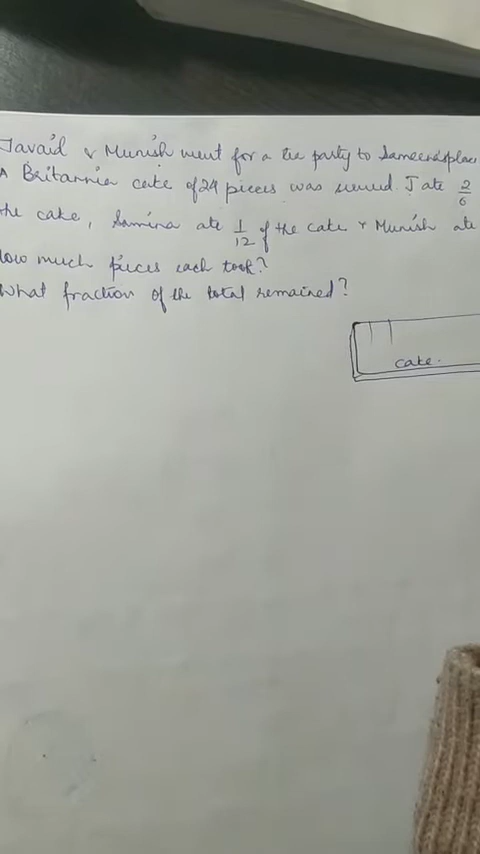 Javaid & Munish went for a tea party to Sameena's place
A Britannia cake of 24 pieces was served. J ate 2/6
the cake, Samina ate 1/12 of the cake & Munish ate
How much pieces each took?
What fraction of the total remained?
cake.